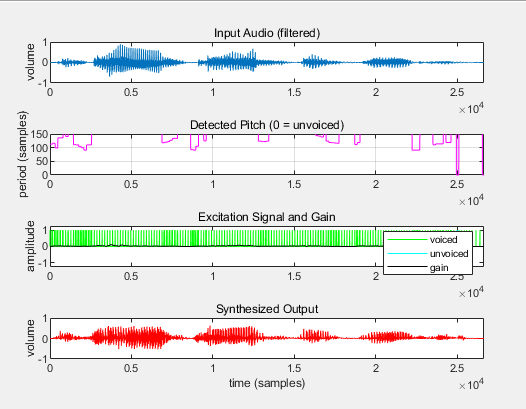 Input Audio (filtered)
volume
1
0
-1
0 0.5 1 1.5 2 2.5
×10^4
Detected Pitch (0 = unvoiced)
period (samples)
150
100
50
0
0 0.5 1 1.5 2 2.5
×10^4
Excitation Signal and Gain
amplitude
1
0
-1
voiced
unvoiced
gain
0 0.5 1 1.5 2 2.5
×10^4
Synthesized Output
volume
1
0
-1
0 0.5 1 1.5 2 2.5
time (samples)
×10^4